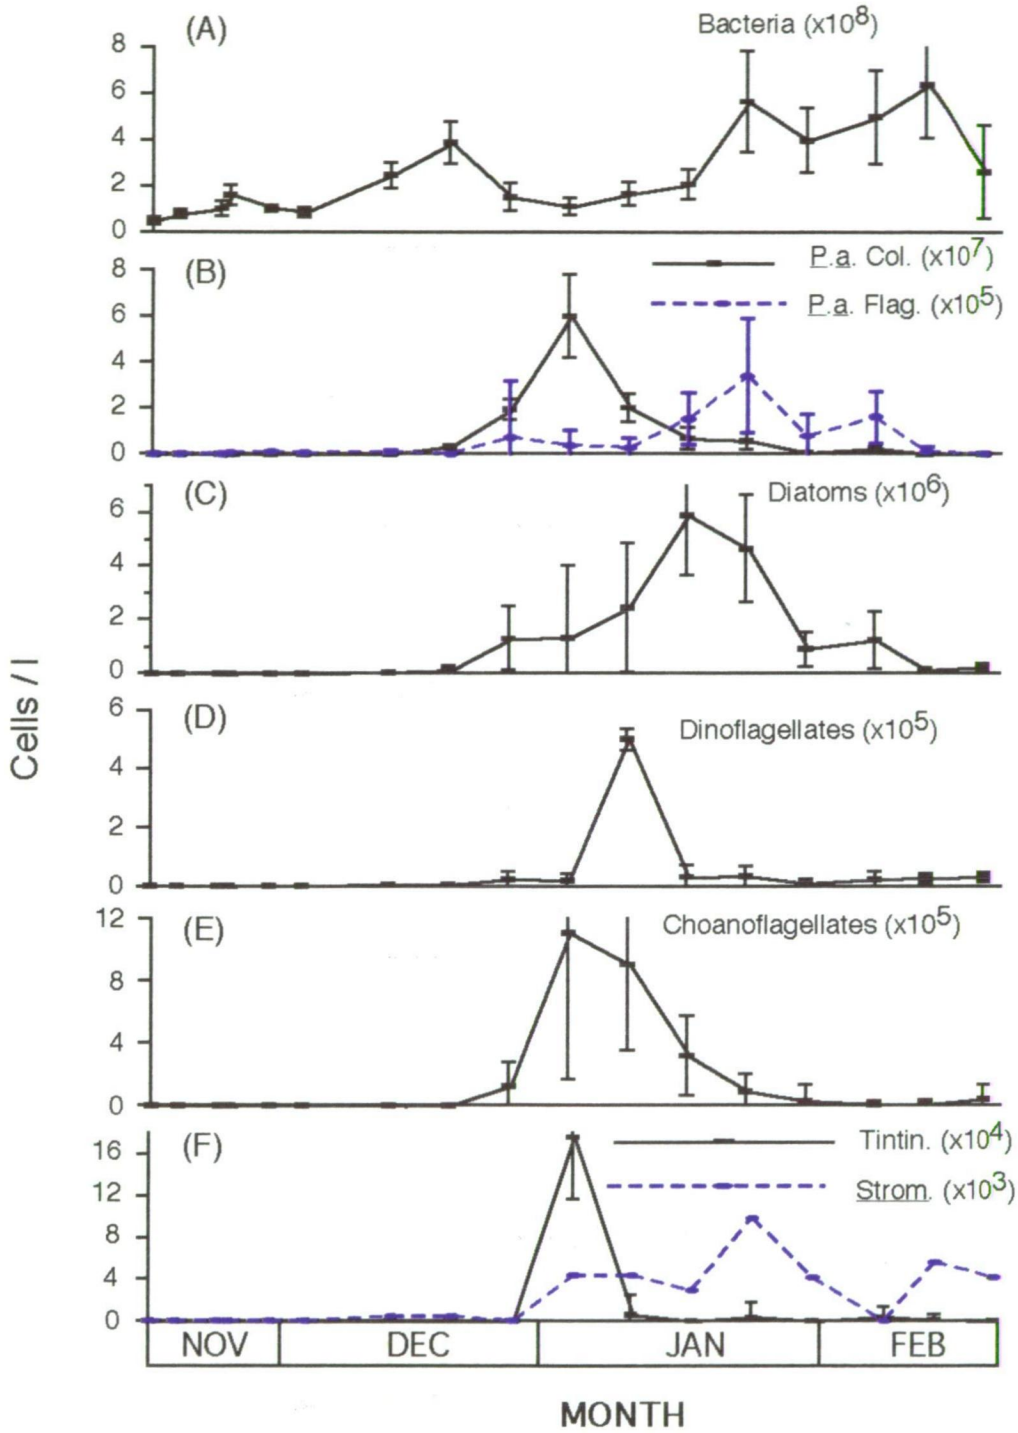 (A)
Bacteria (x10^8)
8
6
4
2
0
(B)
P.a. Col. (x10^7)
P.a. Flag. (x10^5)
8
6
4
2
0
(C)
Diatoms (x10^6)
6
4
2
0
(D)
Dinoflagellates (x10^5)
6
4
2
0
(E)
Choanoflagellates (x10^5)
12
8
4
0
(F)
Tintin. (x10^4)
Strom. (x10^3)
16
12
8
4
0
Cells / l
NOV DEC JAN FEB
MONTH